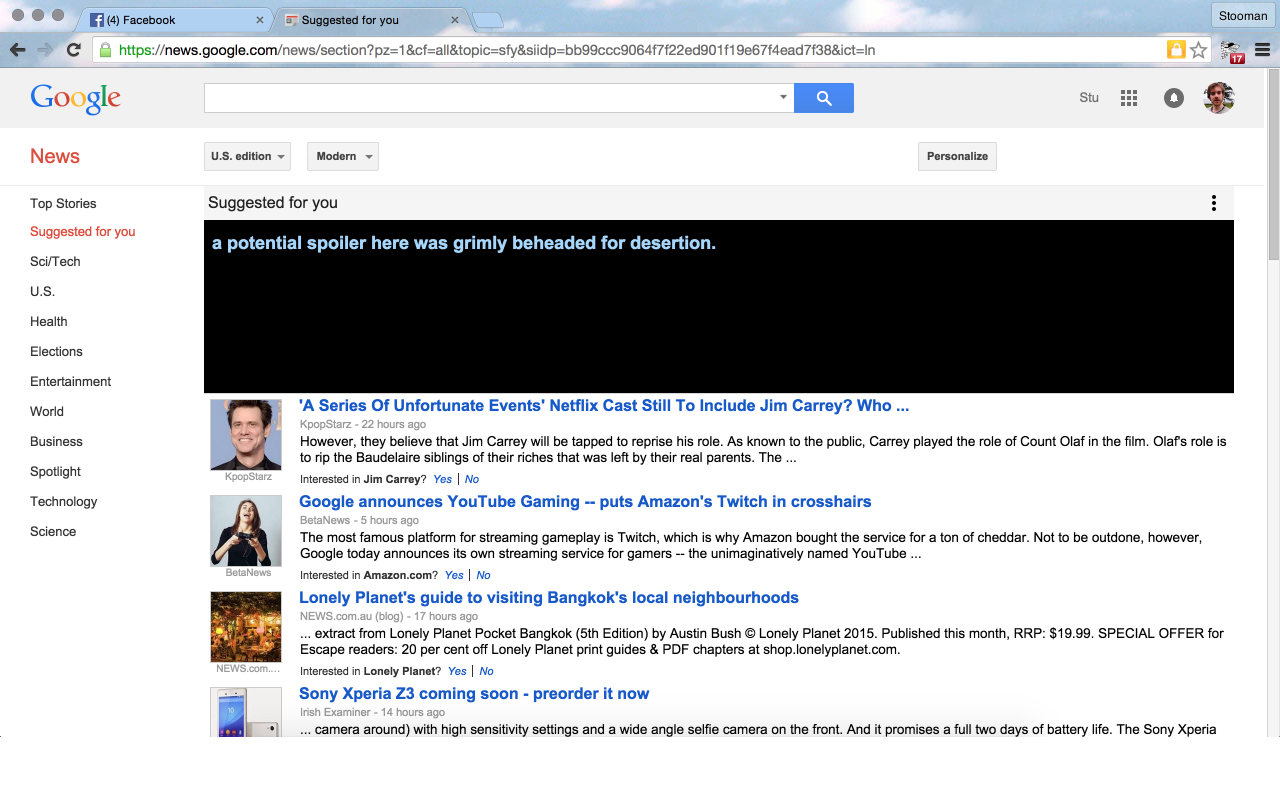 (4) Facebook
Suggested for you
Stooman
https://news.google.com/news/section?pz=1&cf=all&topic=sfy&siidp=bb99ccc9064f7f22ed901f19e67f4ead7f38&ict=ln
17
Google
Stu
News
U.S. edition
Modern
Personalize
Top Stories
Suggested for you
Sci/Tech
U.S.
Health
Elections
Entertainment
World
Business
Spotlight
Technology
Science
Suggested for you
a potential spoiler here was grimly beheaded for desertion.
'A Series Of Unfortunate Events' Netflix Cast Still To Include Jim Carrey? Who ...
KpopStarz - 22 hours ago
However, they believe that Jim Carrey will be tapped to reprise his role. As known to the public, Carrey played the role of Count Olaf in the film. Olaf's role is
to rip the Baudelaire siblings of their riches that was left by their real parents. The ...
KpopStarz
Interested in Jim Carrey? Yes | No
Google announces YouTube Gaming -- puts Amazon's Twitch in crosshairs
BetaNews - 5 hours ago
The most famous platform for streaming gameplay is Twitch, which is why Amazon bought the service for a ton of cheddar. Not to be outdone, however,
Google today announces its own streaming service for gamers -- the unimaginatively named YouTube ...
BetaNews
Interested in Amazon.com? Yes | No
Lonely Planet's guide to visiting Bangkok's local neighbourhoods
NEWS.com.au (blog) - 17 hours ago
... extract from Lonely Planet Pocket Bangkok (5th Edition) by Austin Bush © Lonely Planet 2015. Published this month, RRP: $19.99. SPECIAL OFFER for
Escape readers: 20 per cent off Lonely Planet print guides & PDF chapters at shop.lonelyplanet.com.
NEWS.com....
Interested in Lonely Planet? Yes | No
Sony Xperia Z3 coming soon - preorder it now
Irish Examiner - 14 hours ago
... camera around) with high sensitivity settings and a wide angle selfie camera on the front. And it promises a full two days of battery life. The Sony Xperia